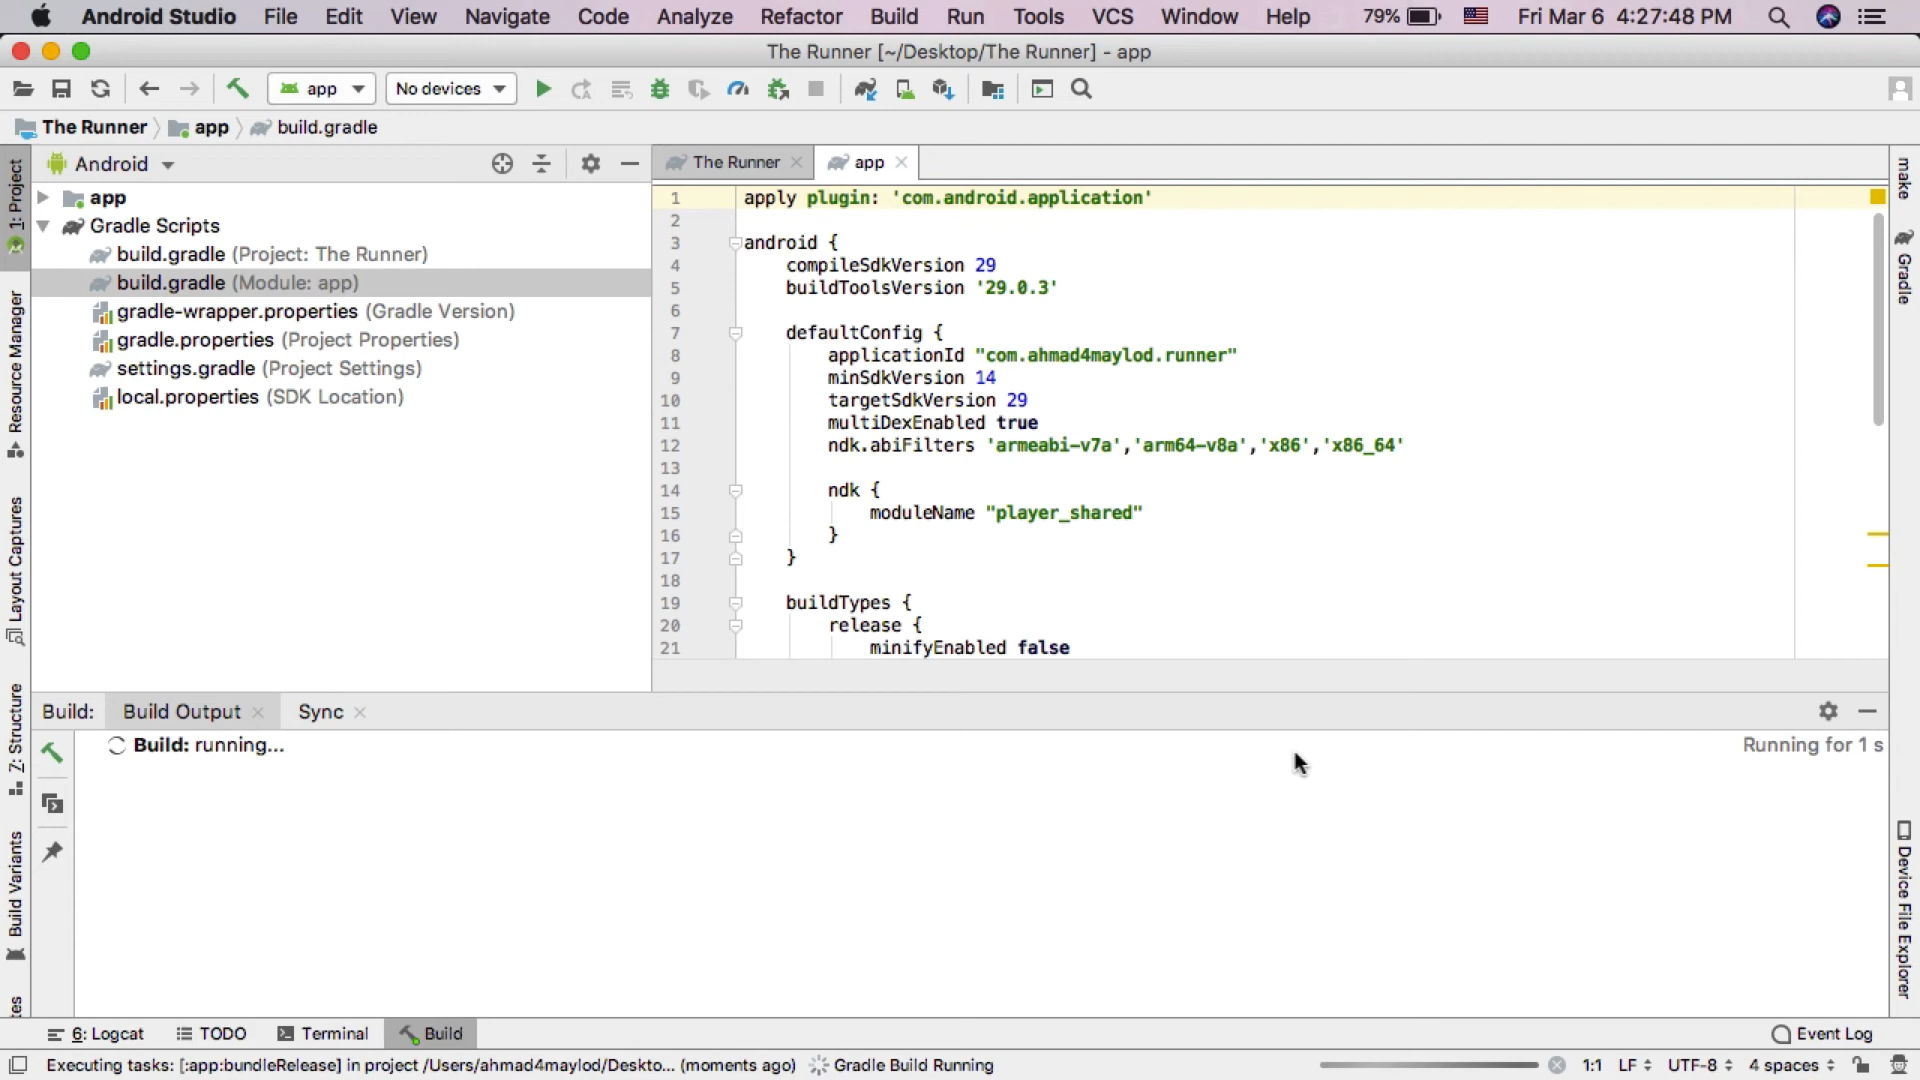 Android Studio File Edit View Navigate Code Analyze Refactor Build Run Tools VCS Window Help 79% Fri Mar 6 4:27:48 PM
The Runner [~/Desktop/The Runner] - app
app No devices
The Runner app build.gradle
Android
The Runner app
app
Gradle Scripts
build.gradle (Project: The Runner)
build.gradle (Module: app)
gradle-wrapper.properties (Gradle Version)
gradle.properties (Project Properties)
settings.gradle (Project Settings)
local.properties (SDK Location)
1 apply plugin: 'com.android.application'
2
3 android {
4 compileSdkVersion 29
5 buildToolsVersion '29.0.3'
6
7 defaultConfig {
8 applicationId "com.ahmad4maylod.runner"
9 minSdkVersion 14
10 targetSdkVersion 29
11 multiDexEnabled true
12 ndk.abiFilters 'armeabi-v7a','arm64-v8a','x86','x86_64'
13
14 ndk {
15 moduleName "player_shared"
16 }
17 }
18
19 buildTypes {
20 release {
21 minifyEnabled false
1: Project
Resource Manager
Layout Captures
Z: Structure
Build Variants
make
Gradle
Device File Explorer
Build: Build Output Sync
Build: running... Running for 1 s
6: Logcat TODO Terminal Build Event Log
Executing tasks: [:app:bundleRelease] in project /Users/ahmad4maylod/Deskto... (moments ago) Gradle Build Running 1:1 LF UTF-8 4 spaces